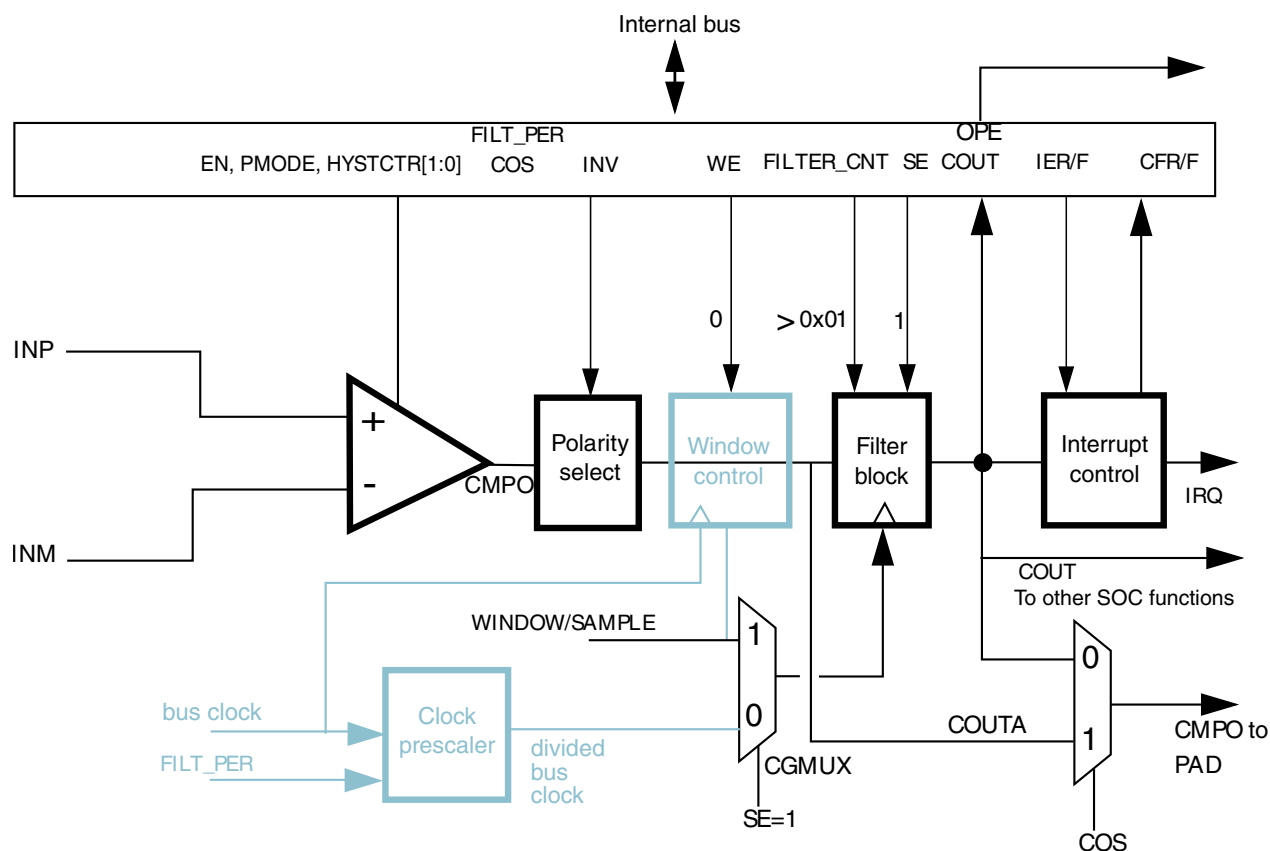 Internal bus
OPE
FILT_PER
EN, PMODE, HYSTCTR[1:0] COS INV WE FILTER_CNT SE COUT IER/F CFR/F
0 > 0x01 1
INP
+
-
INM
CMPO
Polarity
select
Window
control
Filter
block
Interrupt
control
IRQ
COUT
To other SOC functions
WINDOW/SAMPLE
1
0
CGMUX
SE=1
bus clock
FILT_PER
Clock
prescaler
divided
bus
clock
COUTA
0
1
COS
CMPO to
PAD